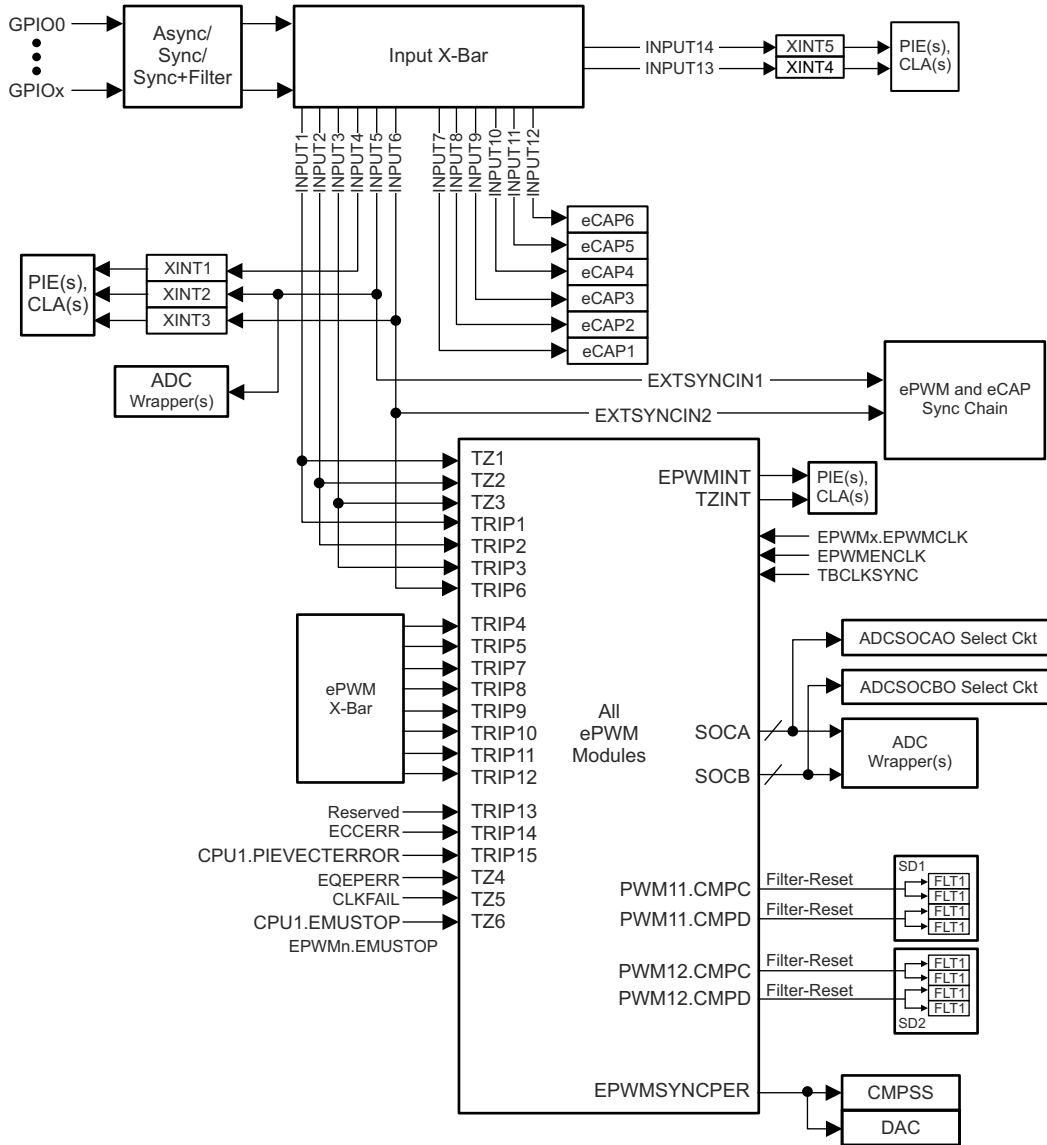 GPIO0
GPIOx
Async/
Sync/
Sync+Filter
Input X-Bar
INPUT14
INPUT13
XINT5
XINT4
PIE(s),
CLA(s)
INPUT1
INPUT2
INPUT3
INPUT4
INPUT5
INPUT6
INPUT7
INPUT8
INPUT9
INPUT10
INPUT11
INPUT12
eCAP6
eCAP5
eCAP4
eCAP3
eCAP2
eCAP1
PIE(s),
CLA(s)
XINT1
XINT2
XINT3
ADC
Wrapper(s)
EXTSYNCIN1
EXTSYNCIN2
ePWM and eCAP
Sync Chain
TZ1
TZ2
TZ3
TRIP1
TRIP2
TRIP3
TRIP6
EPWMINT
TZINT
PIE(s),
CLA(s)
EPWMx.EPWMCLK
EPWMENCLK
TBCLKSYNC
ePWM
X-Bar
TRIP4
TRIP5
TRIP7
TRIP8
TRIP9
TRIP10
TRIP11
TRIP12
All
ePWM
Modules
ADCSOCAO Select Ckt
ADCSOCBO Select Ckt
SOCA
SOCB
ADC
Wrapper(s)
Reserved
ECCERR
CPU1.PIEVECTERROR
EQEPERR
CLKFAIL
CPU1.EMUSTOP
EPWMn.EMUSTOP
TRIP13
TRIP14
TRIP15
TZ4
TZ5
TZ6
PWM11.CMPC
PWM11.CMPD
PWM12.CMPC
PWM12.CMPD
Filter-Reset
Filter-Reset
Filter-Reset
Filter-Reset
SD1
FLT1
FLT1
FLT1
FLT1
FLT1
FLT1
FLT1
FLT1
SD2
EPWMSYNCPER
CMPSS
DAC